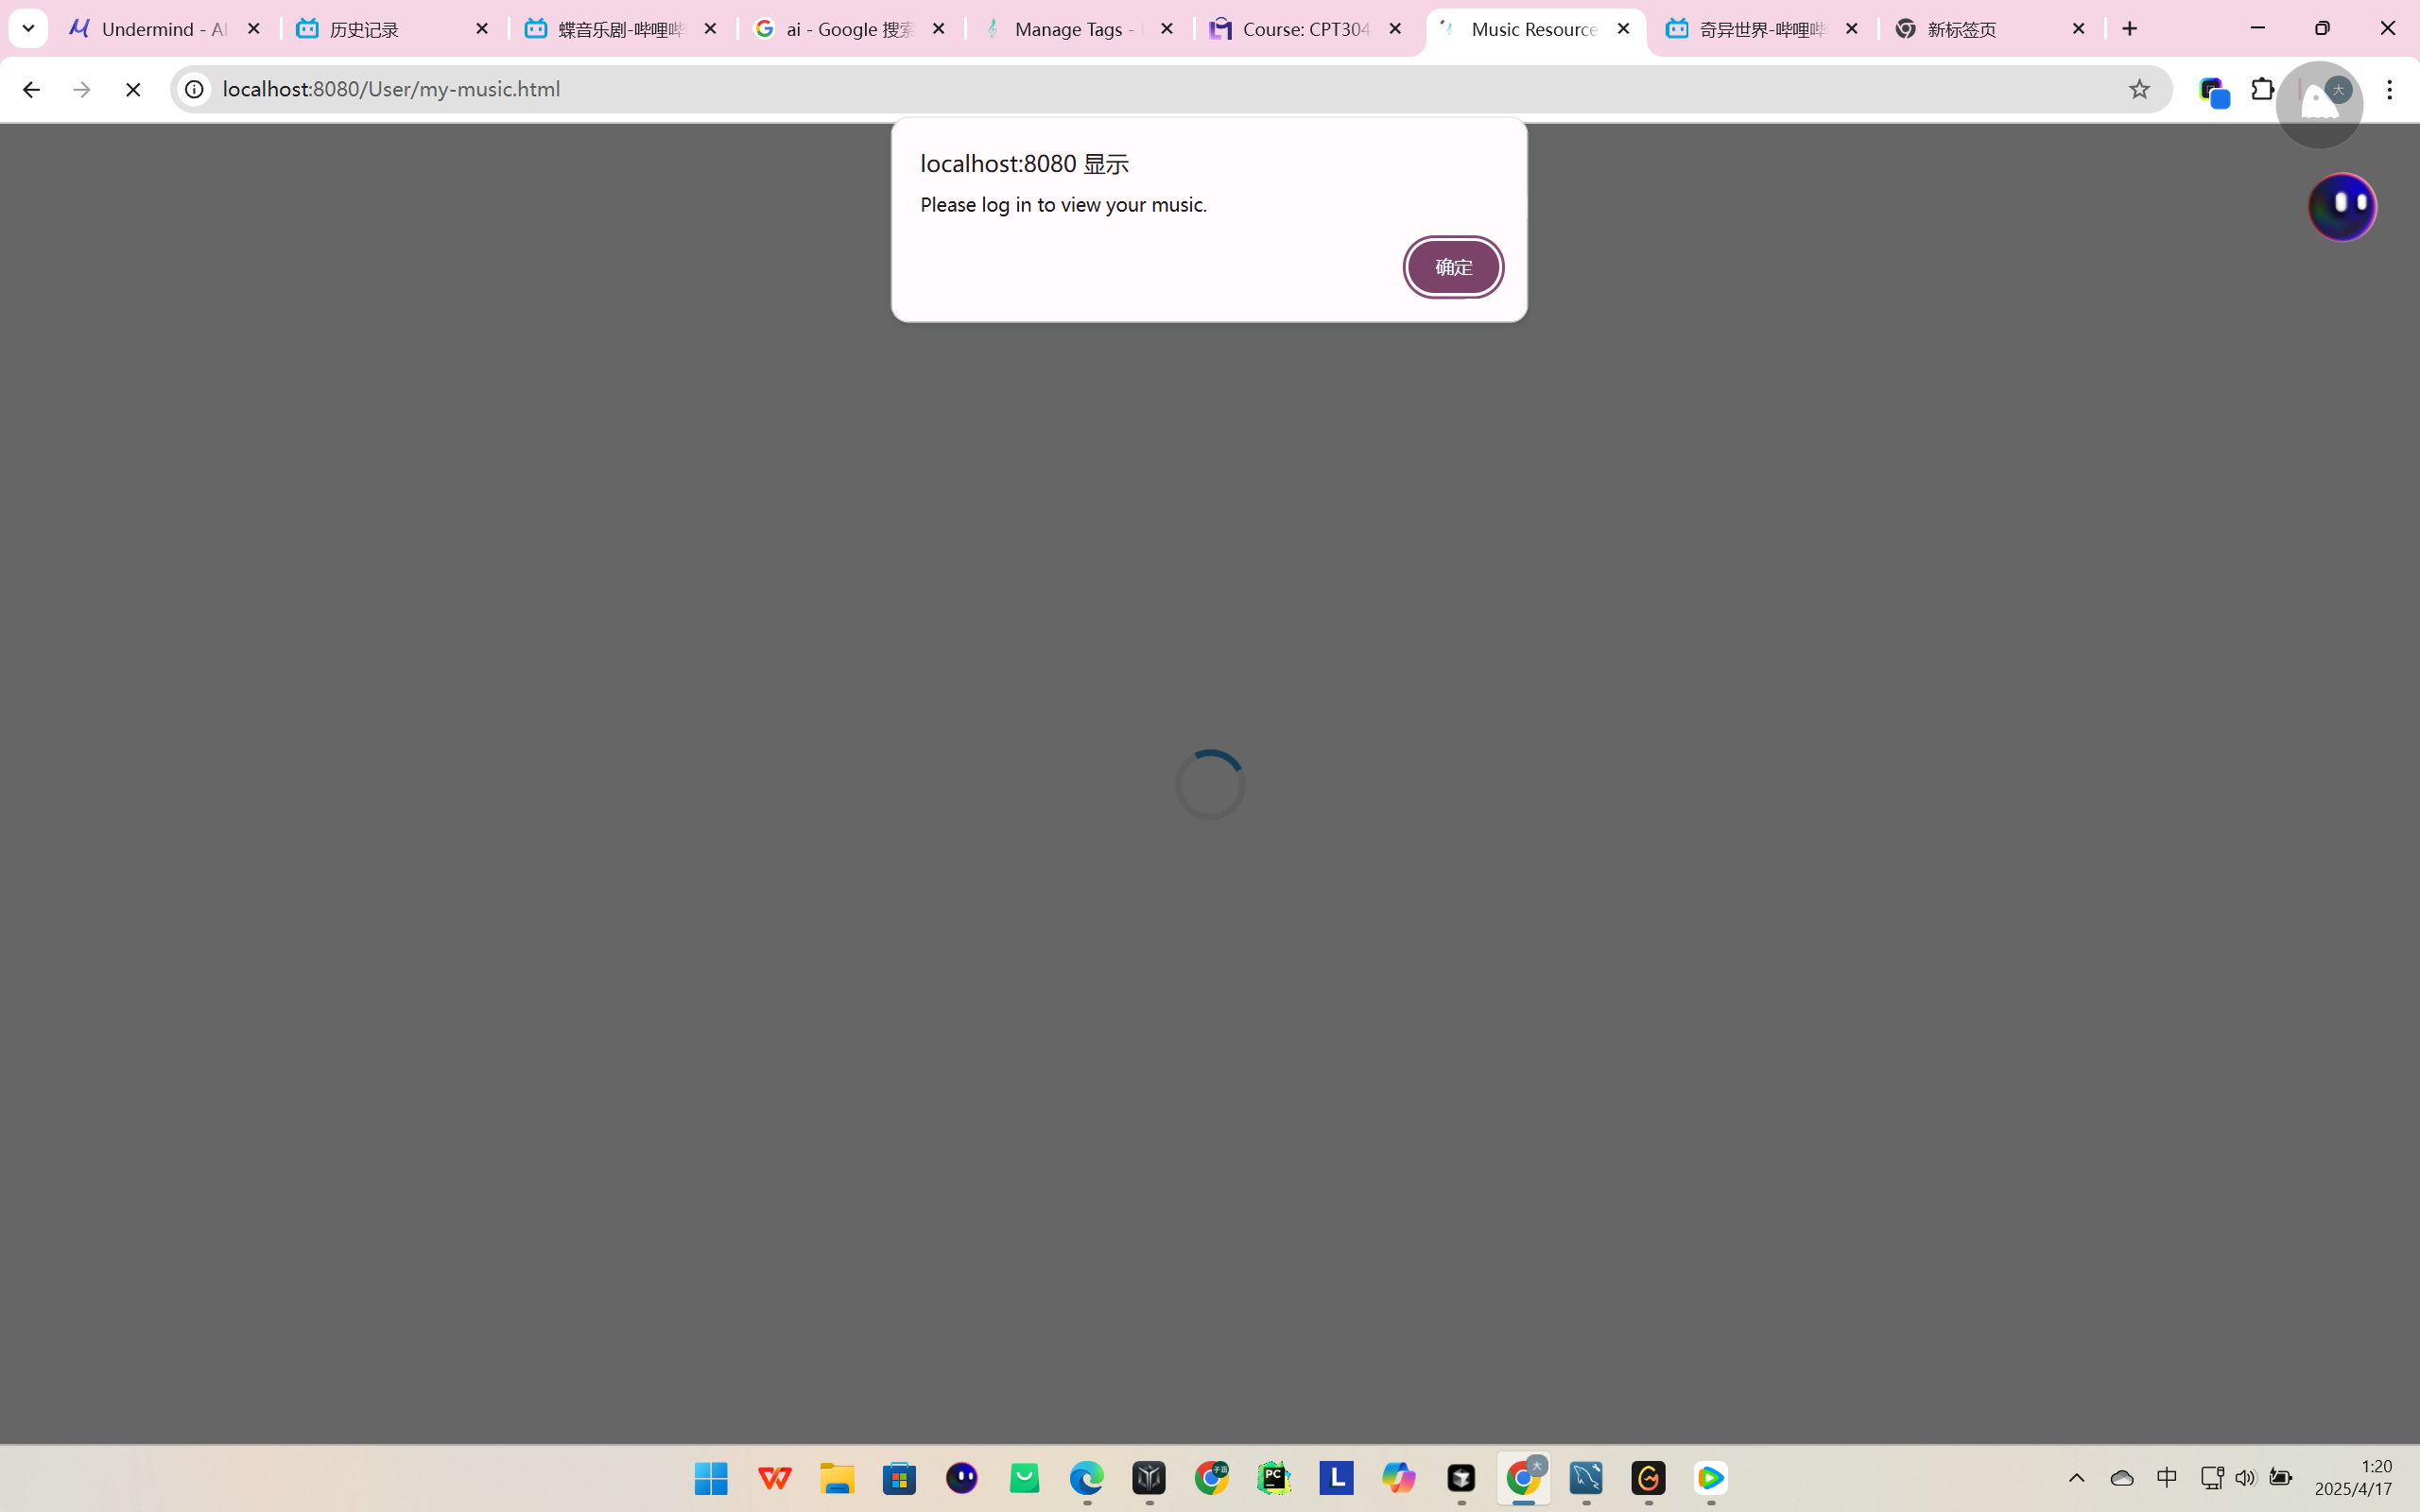 Undermind - AI
历史记录
蝶音乐剧-哔哩哔
ai - Google 搜索
Manage Tags -
Course: CPT304
Music Resource
奇异世界-哔哩哔
新标签页
localhost:8080/User/my-music.html
大
localhost:8080 显示
Please log in to view your music.
确定
PC
L
大
中
1:20
2025/4/17